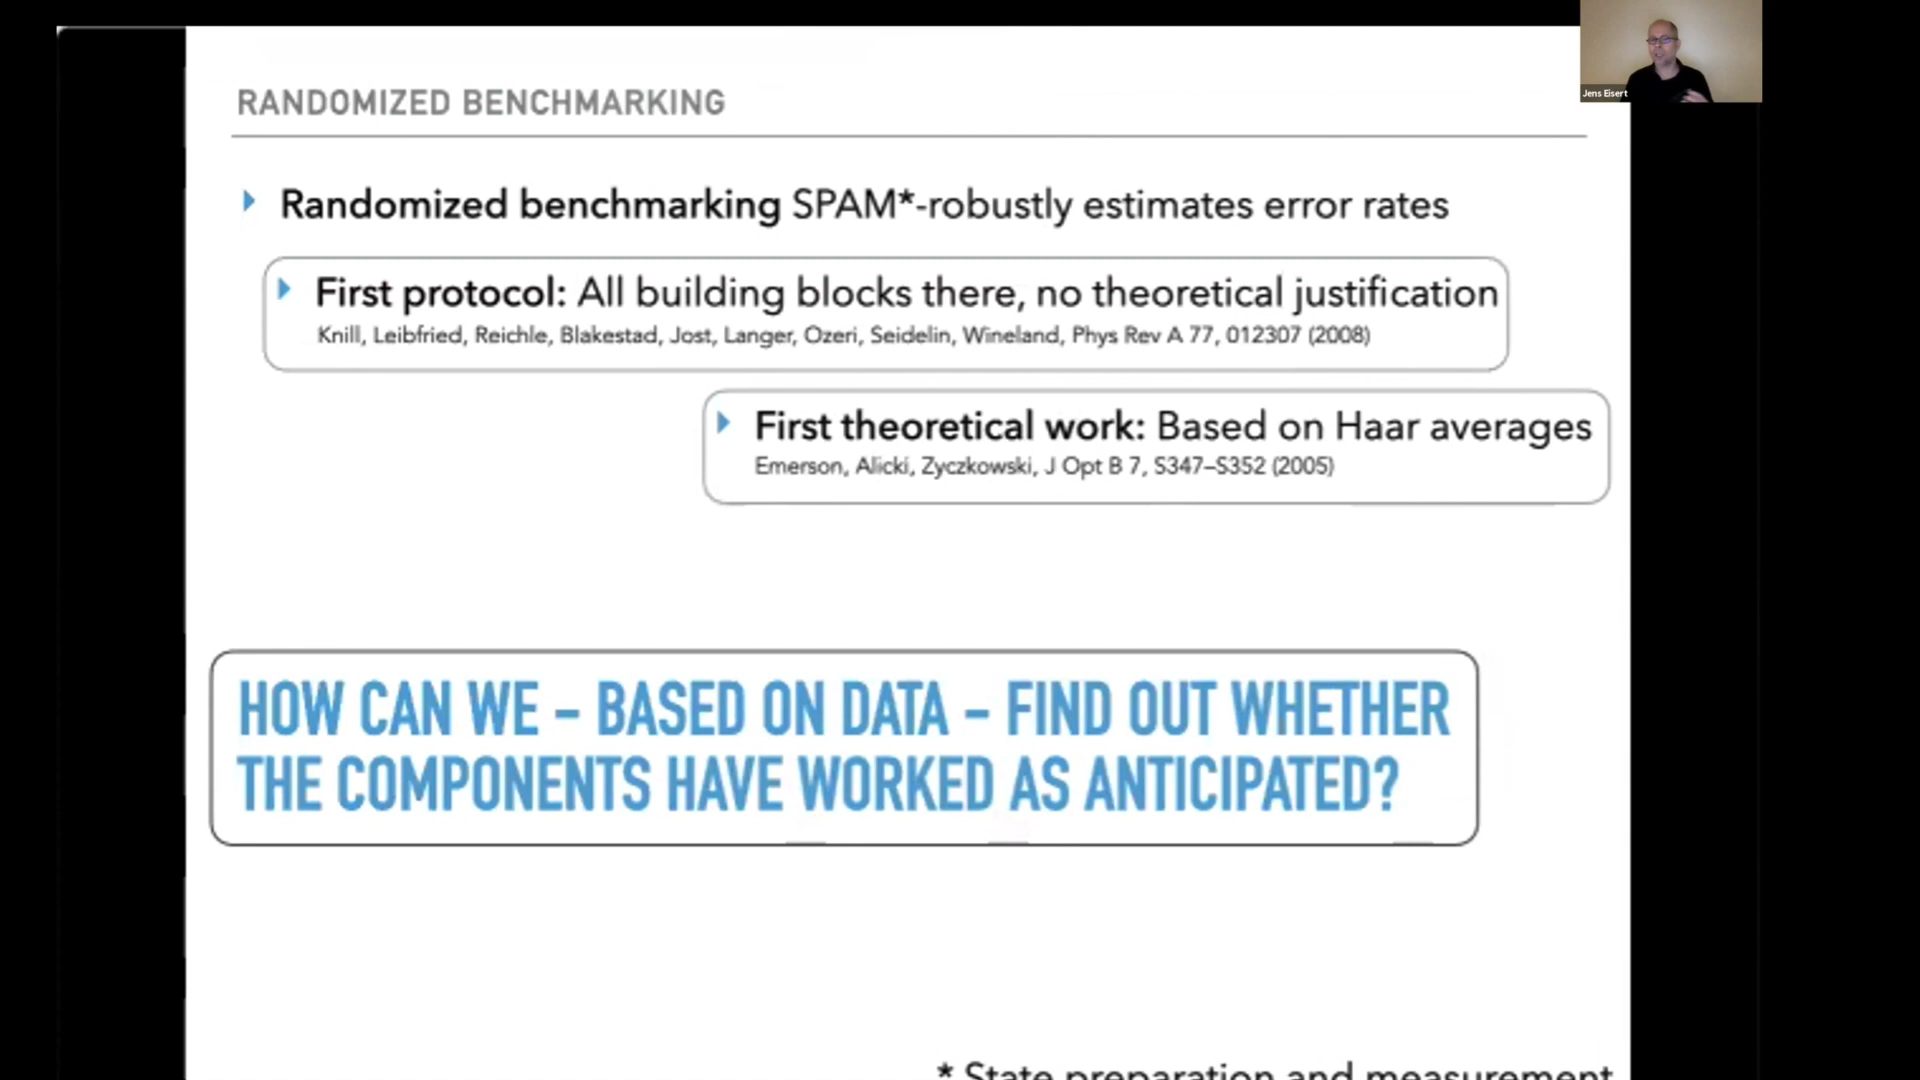 Jens Eisert
RANDOMIZED BENCHMARKING
Randomized benchmarking SPAM*-robustly estimates error rates
First protocol: All building blocks there, no theoretical justification
Knill, Leibfried, Reichle, Blakestad, Jost, Langer, Ozeri, Seidelin, Wineland, Phys Rev A 77, 012307 (2008)
First theoretical work: Based on Haar averages
Emerson, Alicki, Zyczkowski, J Opt B 7, S347–S352 (2005)
HOW CAN WE – BASED ON DATA – FIND OUT WHETHER
THE COMPONENTS HAVE WORKED AS ANTICIPATED?
* State preparation and measurement